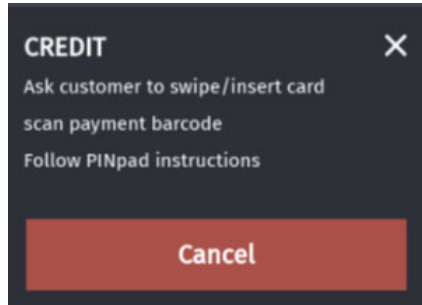 CREDIT
Ask customer to swipe/insert card
scan payment barcode
Follow PINpad instructions
Cancel